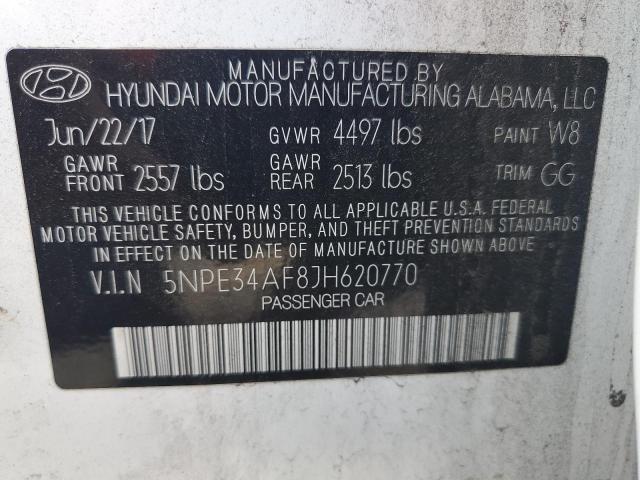 MANUFACTURED BY
HYUNDAI MOTOR MANUFACTURING ALABAMA, LLC
Jun/22/17 GVWR 4497 lbs PAINT W8
GAWR FRONT 2557 lbs GAWR REAR 2513 lbs TRIM GG
THIS VEHICLE CONFORMS TO ALL APPLICABLE U.S.A. FEDERAL
MOTOR VEHICLE SAFETY, BUMPER, AND THEFT PREVENTION STANDARDS
IN EFFECT ON THE DATE OF MANUFACTURE SHOWN ABOVE.
V.I.N 5NPE34AF8JH620770
PASSENGER CAR